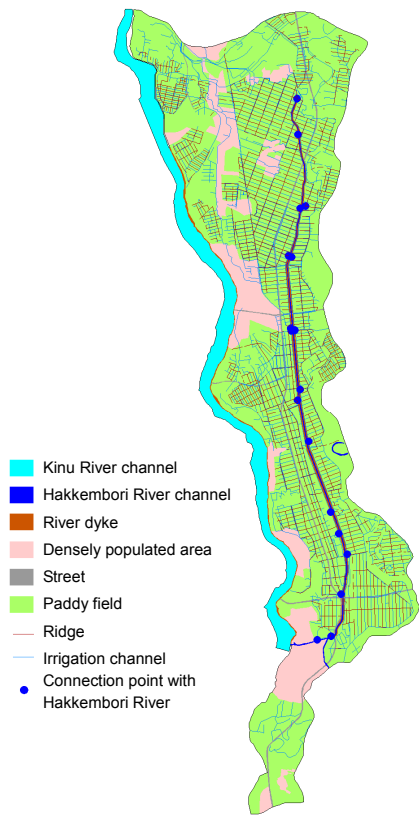 Kinu River channel
Hakkembori River channel
River dyke
Densely populated area
Street
Paddy field
Ridge
Irrigation channel
Connection point with
Hakkembori River